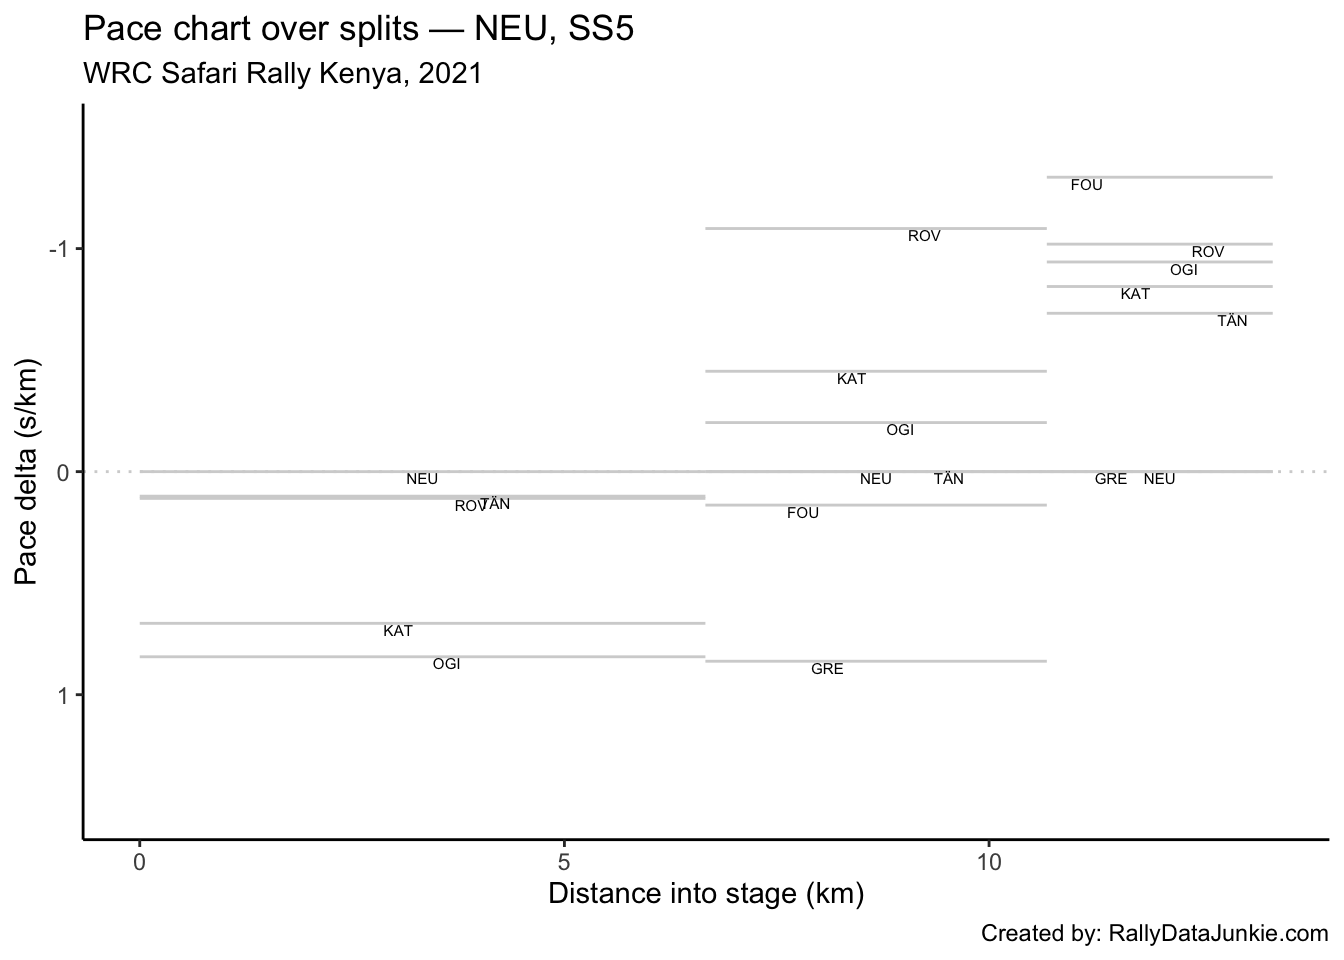 Pace chart over splits — NEU, SS5
WRC Safari Rally Kenya, 2021
FOU
-1
ROV
ROV
OGI
KAT
TÄN
KAT
OGI
Pace delta (s/km)
0
NEU
NEU
TÄN
GRE
NEU
ROV
TÄN
FOU
KAT
OGI
GRE
1
0
5
10
Distance into stage (km)
Created by: RallyDataJunkie.com